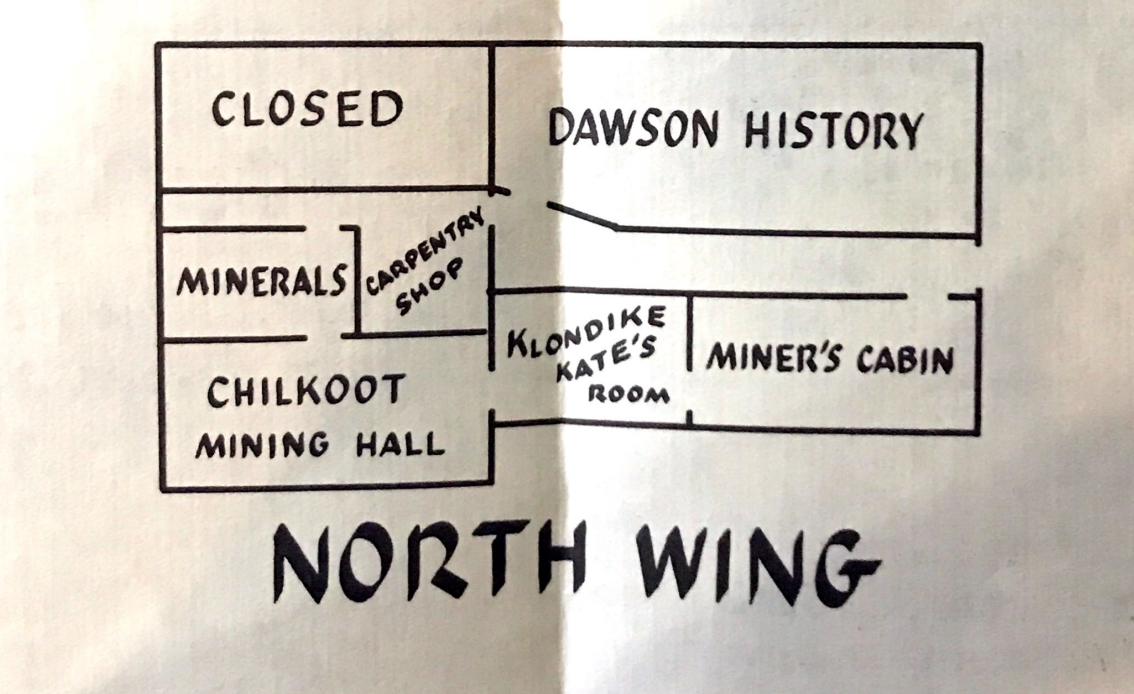 CLOSED
DAWSON HISTORY
MINERALS
CARPENTRY
SHOP
KLONDIKE
KATE'S
ROOM
MINER'S CABIN
CHILKOOT
MINING HALL
NORTH WING